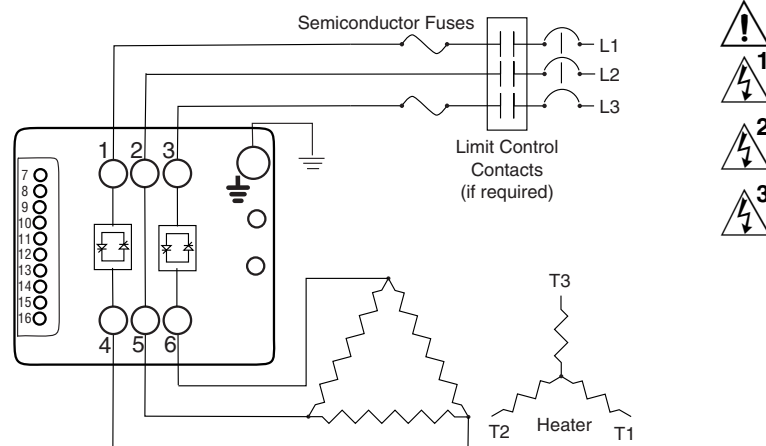 Semiconductor Fuses
L1
L2
L3
Limit Control
Contacts
(if required)
1 2 3
7
8
9
10
11
12
13
14
15
16
4 5 6
T3
T2
Heater
T1
!
1
2
3